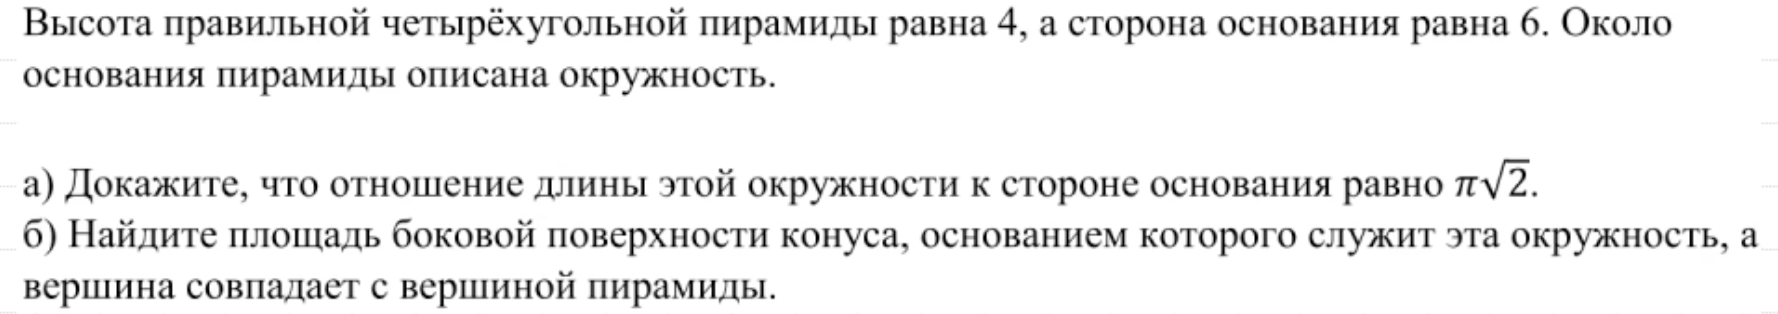 Высота правильной четырёхугольной пирамиды равна 4, а сторона основания равна 6. Около
основания пирамиды описана окружность.
а) Докажите, что отношение длины этой окружности к стороне основания равно π√2.
б) Найдите площадь боковой поверхности конуса, основанием которого служит эта окружность, а
вершина совпадает с вершиной пирамиды.